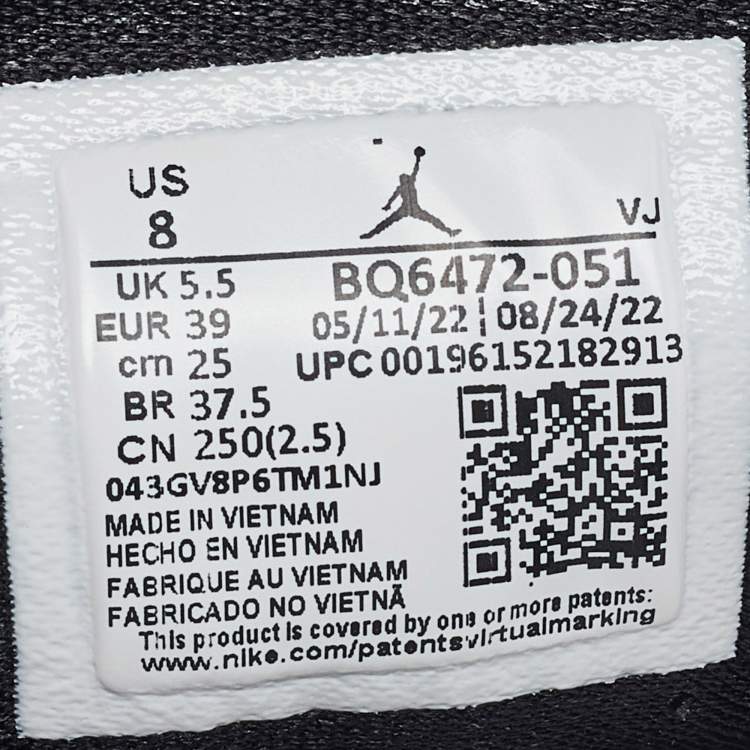 US
8
VJ
UK 5.5
BQ6472-051
EUR 39
05/11/22 | 08/24/22
cm 25
UPC 00196152182913
BR 37.5
CN 250(2.5)
043GV8P6TM1NJ
MADE IN VIETNAM
HECHO EN VIETNAM
FABRIQUE AU VIETNAM
FABRICADO NO VIETNÃ
This product is covered by one or more patents:
www.nike.com/patentsvirtualmarking